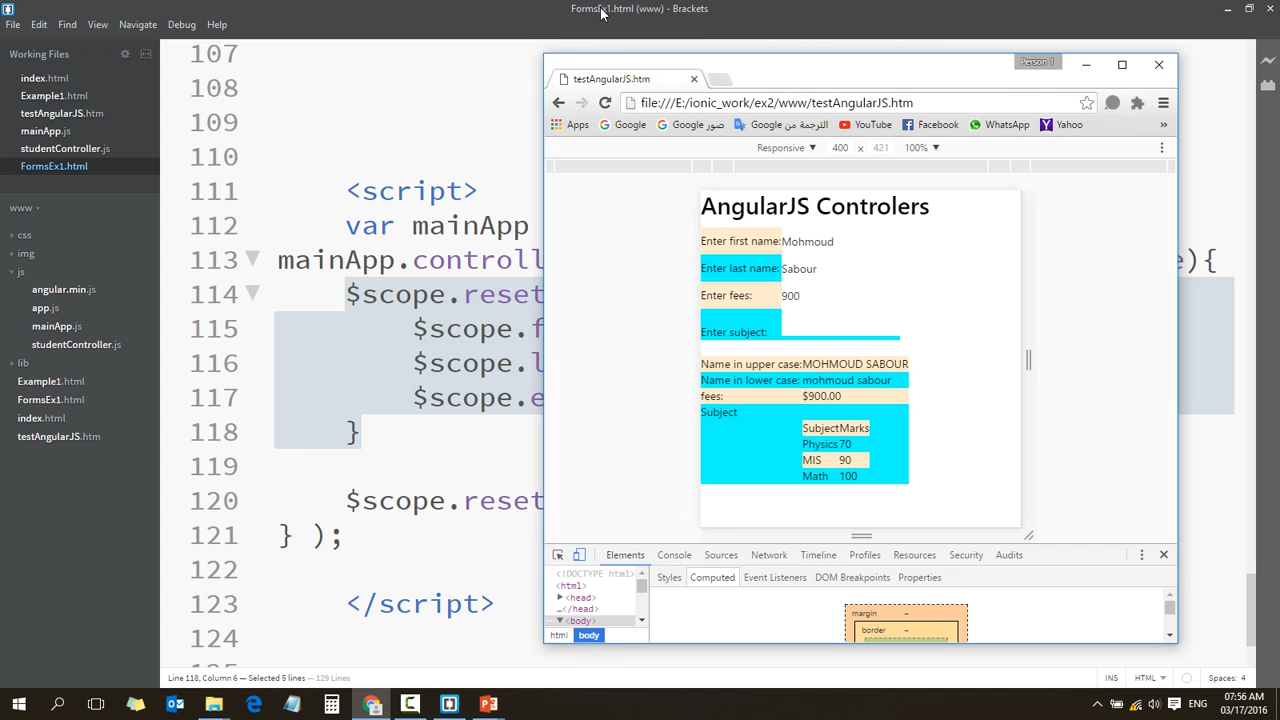 FormsEx1.html (www) - Brackets
File Edit Find View Navigate Debug Help
Working Files
index.html
Example1.html
testAngularJS.htm
mainApp.js
studentController.js
FormsEx1.html
www
css
img
js
angular.min.js
app.js
mainApp.js
studentController.js
lib
Example1.html
FormsEx1.html
index.html
testAngularJS.htm
107
108
109
110
111 <script>
112 var mainApp
113 mainApp.controll e){
114 $scope.reset
115 $scope.f
116 $scope.l
117 $scope.e
118 }
119
120 $scope.reset
121 } );
122
123 </script>
124
Person 1
testAngularJS.htm
file:///E:/ionic_work/ex2/www/testAngularJS.htm
Apps Google صور Google الترجمة من Google YouTube Facebook WhatsApp Yahoo »
Responsive 400 x 421 100%
AngularJS Controlers
Enter first name: Mohmoud
Enter last name: Sabour
Enter fees: 900
Enter subject:
Name in upper case: MOHMOUD SABOUR
Name in lower case: mohmoud sabour
fees: $900.00
Subject
Subject Marks
Physics 70
MIS 90
Math 100
Elements Console Sources Network Timeline Profiles Resources Security Audits
<!DOCTYPE html>
<html>
<head>
…</head>
<body>
html body
Styles Computed Event Listeners DOM Breakpoints Properties
margin -
border -
Line 118, Column 6 — Selected 5 lines — 129 Lines
INS HTML Spaces: 4
ENG
07:56 AM
03/17/2016